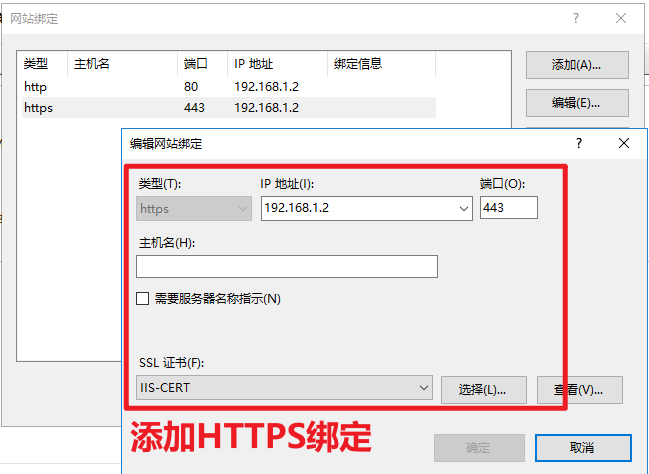 网站绑定
类型 主机名 端口 IP 地址 绑定信息
http 80 192.168.1.2
https 443 192.168.1.2
添加(A)...
编辑(E)...
编辑网站绑定
类型(T): IP 地址(I): 端口(O):
https 192.168.1.2 443
主机名(H):
需要服务器名称指示(N)
SSL 证书(F):
IIS-CERT 选择(L)... 查看(V)...
添加HTTPS绑定
确定 取消